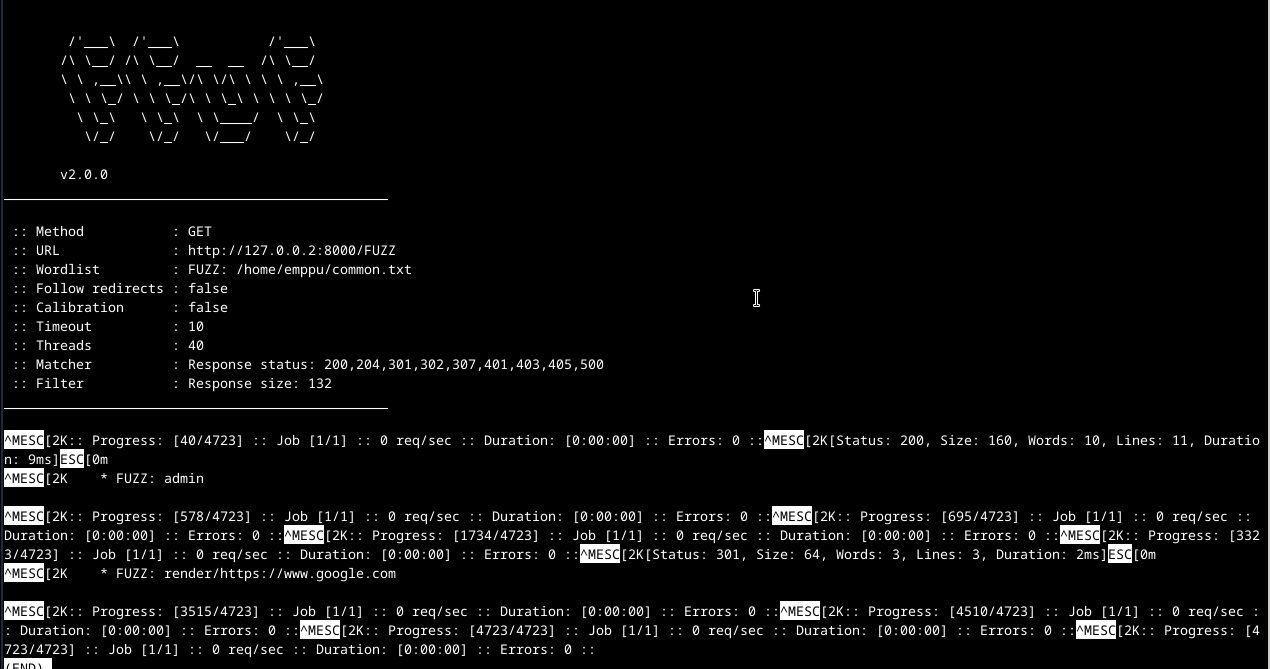 /'___\  /'___\           /'___\
/\ \__/ /\ \__/  __  __  /\ \__/
\ \ ,__\\ \ ,__\/\ \/\ \ \ \ ,__\
 \ \ \_/ \ \ \_/\ \ \_\ \ \ \ \_/
  \ \_\   \ \_\  \ \____/  \ \_\
   \/_/    \/_/   \/___/    \/_/
v2.0.0
________________________________________________
:: Method           : GET
:: URL              : http://127.0.0.2:8000/FUZZ
:: Wordlist         : FUZZ: /home/emppu/common.txt
:: Follow redirects : false
:: Calibration      : false
:: Timeout          : 10
:: Threads          : 40
:: Matcher          : Response status: 200,204,301,302,307,401,403,405,500
:: Filter           : Response size: 132
________________________________________________
^MESC[2K:: Progress: [40/4723] :: Job [1/1] :: 0 req/sec :: Duration: [0:00:00] :: Errors: 0 ::^MESC[2K[Status: 200, Size: 160, Words: 10, Lines: 11, Duratio
n: 9ms]ESC[0m
^MESC[2K    * FUZZ: admin
^MESC[2K:: Progress: [578/4723] :: Job [1/1] :: 0 req/sec :: Duration: [0:00:00] :: Errors: 0 ::^MESC[2K:: Progress: [695/4723] :: Job [1/1] :: 0 req/sec ::
Duration: [0:00:00] :: Errors: 0 ::^MESC[2K:: Progress: [1734/4723] :: Job [1/1] :: 0 req/sec :: Duration: [0:00:00] :: Errors: 0 ::^MESC[2K:: Progress: [332
3/4723] :: Job [1/1] :: 0 req/sec :: Duration: [0:00:00] :: Errors: 0 ::^MESC[2K[Status: 301, Size: 64, Words: 3, Lines: 3, Duration: 2ms]ESC[0m
^MESC[2K    * FUZZ: render/https://www.google.com
^MESC[2K:: Progress: [3515/4723] :: Job [1/1] :: 0 req/sec :: Duration: [0:00:00] :: Errors: 0 ::^MESC[2K:: Progress: [4510/4723] :: Job [1/1] :: 0 req/sec :
: Duration: [0:00:00] :: Errors: 0 ::^MESC[2K:: Progress: [4723/4723] :: Job [1/1] :: 0 req/sec :: Duration: [0:00:00] :: Errors: 0 ::^MESC[2K:: Progress: [4
723/4723] :: Job [1/1] :: 0 req/sec :: Duration: [0:00:00] :: Errors: 0 ::
(END)